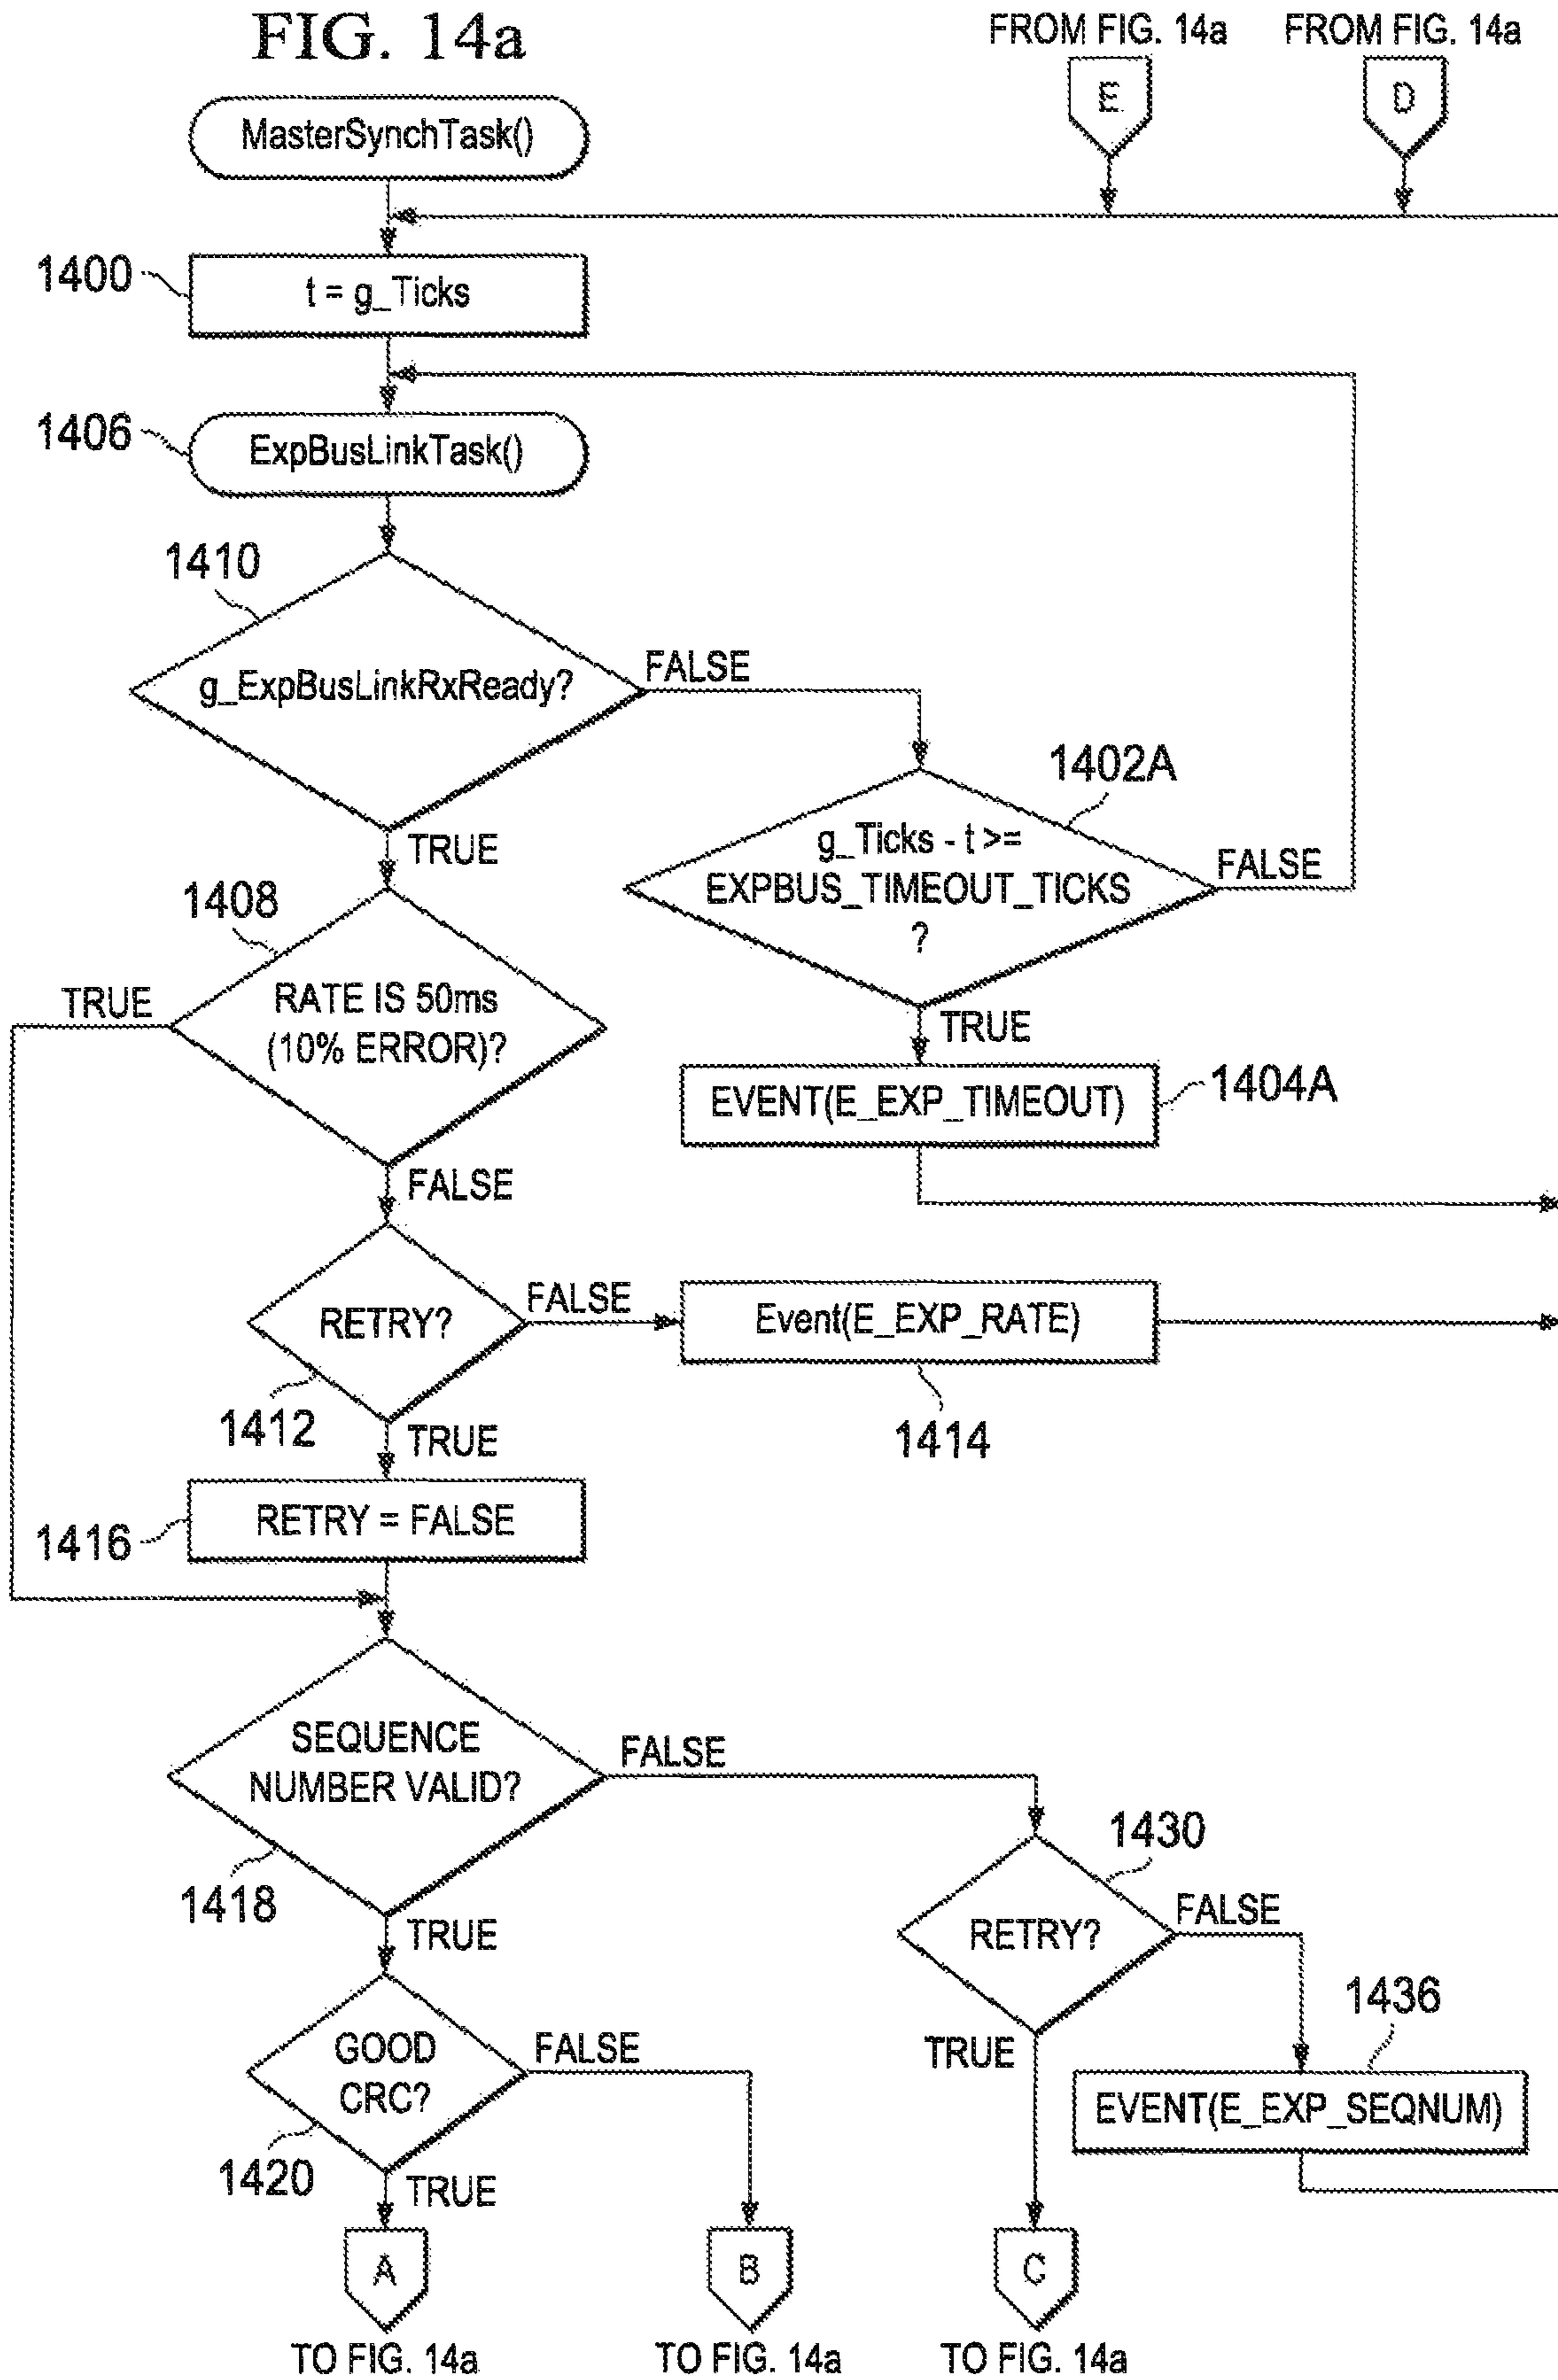 FIG. 14a
FROM FIG. 14a
FROM FIG. 14a
E
D
MasterSynchTask()
1400
t = g_Ticks
1406
ExpBusLinkTask()
1410
g_ExpBusLinkRxReady?
FALSE
TRUE
1402A
g_Ticks - t >=
EXPBUS_TIMEOUT_TICKS
?
FALSE
TRUE
1404A
EVENT(E_EXP_TIMEOUT)
1408
TRUE
RATE IS 50ms
(10% ERROR)?
FALSE
RETRY?
FALSE
Event(E_EXP_RATE)
1412
1414
TRUE
1416
RETRY = FALSE
SEQUENCE
NUMBER VALID?
FALSE
1418
TRUE
1430
RETRY?
FALSE
TRUE
1436
EVENT(E_EXP_SEQNUM)
GOOD
CRC?
FALSE
1420
TRUE
A
B
C
TO FIG. 14a
TO FIG. 14a
TO FIG. 14a